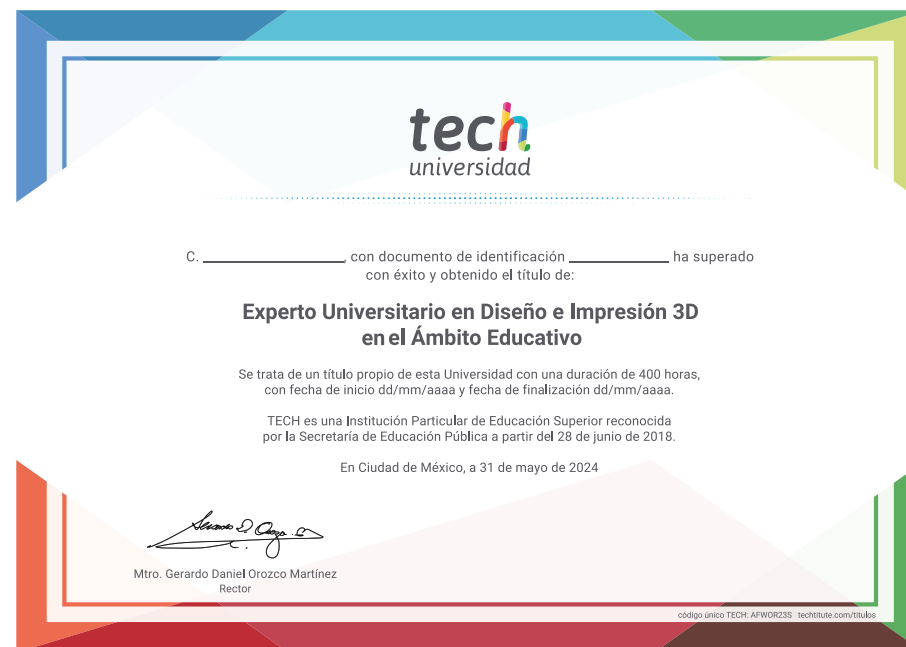 tech
universidad
C. ____________________, con documento de identificación ______________ ha superado
con éxito y obtenido el título de:
Experto Universitario en Diseño e Impresión 3D
en el Ámbito Educativo
Se trata de un título propio de esta Universidad con una duración de 400 horas,
con fecha de inicio dd/mm/aaaa y fecha de finalización dd/mm/aaaa.
TECH es una Institución Particular de Educación Superior reconocida
por la Secretaría de Educación Pública a partir del 28 de junio de 2018.
En Ciudad de México, a 31 de mayo de 2024
Mtro. Gerardo Daniel Orozco Martínez
Rector
código único TECH: AFWOR23S techtitute.com/titulos